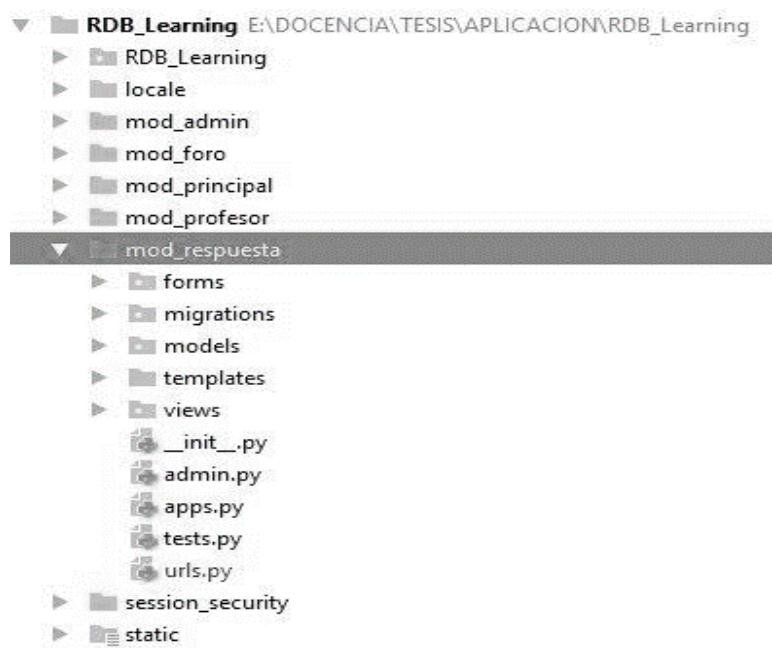 RDB_Learning E:\DOCENCIA\TESIS\APLICACION\RDB_Learning
RDB_Learning
locale
mod_admin
mod_foro
mod_principal
mod_profesor
mod_respuesta
forms
migrations
models
templates
views
__init__.py
admin.py
apps.py
tests.py
urls.py
session_security
static